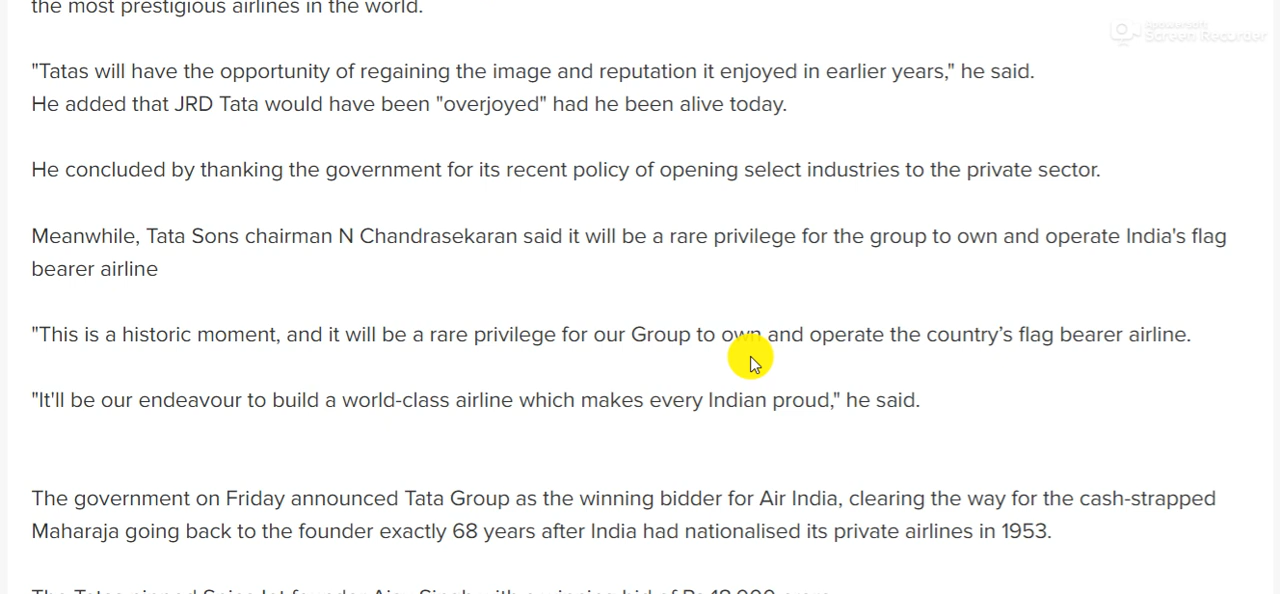 the most prestigious airlines in the world.
Apowersoft
Screen Recorder
"Tatas will have the opportunity of regaining the image and reputation it enjoyed in earlier years," he said.
He added that JRD Tata would have been "overjoyed" had he been alive today.
He concluded by thanking the government for its recent policy of opening select industries to the private sector.
Meanwhile, Tata Sons chairman N Chandrasekaran said it will be a rare privilege for the group to own and operate India's flag
bearer airline
"This is a historic moment, and it will be a rare privilege for our Group to own and operate the country’s flag bearer airline.
"It'll be our endeavour to build a world-class airline which makes every Indian proud," he said.
The government on Friday announced Tata Group as the winning bidder for Air India, clearing the way for the cash-strapped
Maharaja going back to the founder exactly 68 years after India had nationalised its private airlines in 1953.